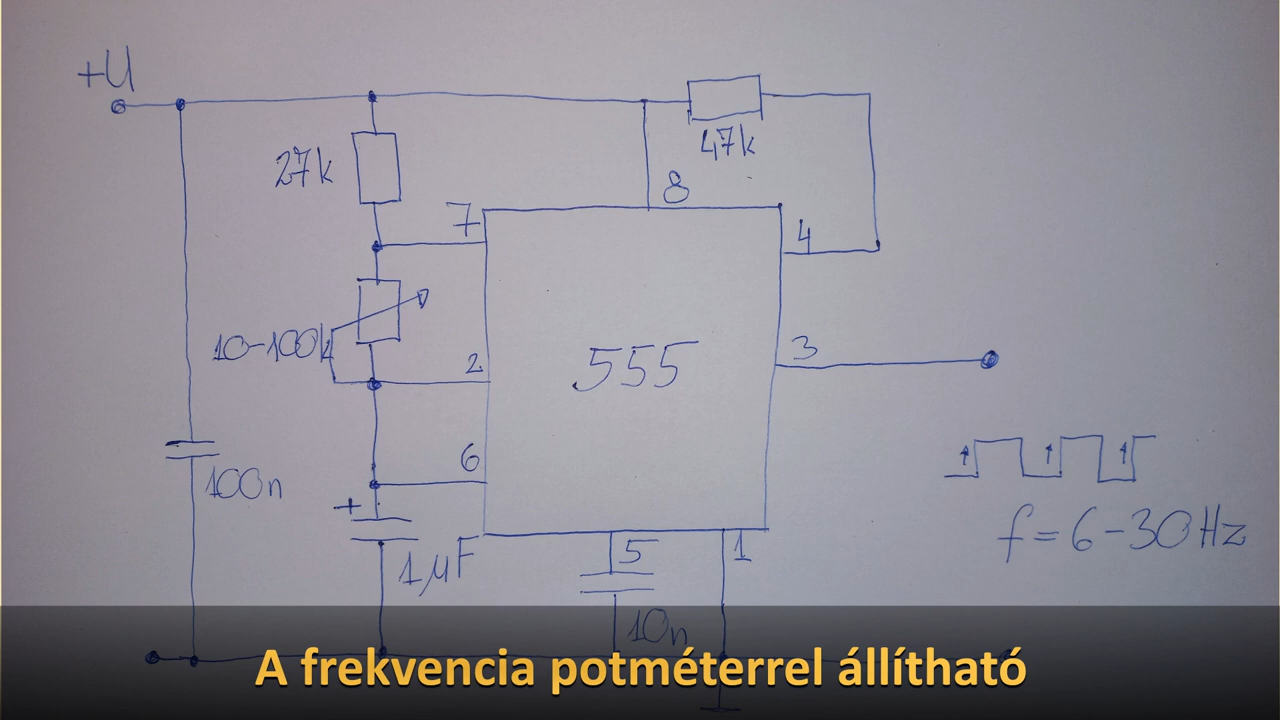 +U
27k
47k
8
7
4
10-100k
2
555
3
6
100n
+
1µF
5
1
f=6-30Hz
10n
A frekvencia potméterrel állítható